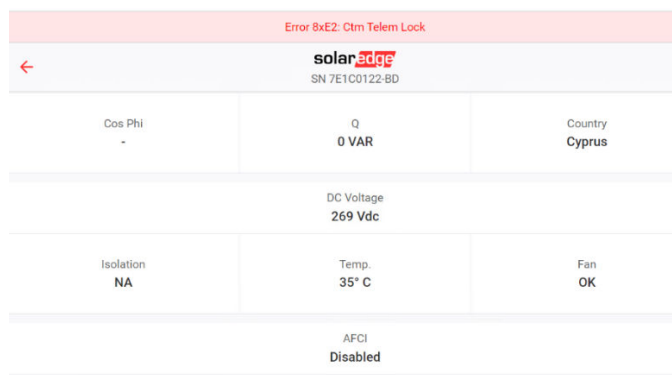 Error 8xE2: Ctm Telem Lock
solaredge
SN 7E1C0122-BD
Cos Phi
-
Q
0 VAR
Country
Cyprus
DC Voltage
269 Vdc
Isolation
NA
Temp.
35° C
Fan
OK
AFCI
Disabled